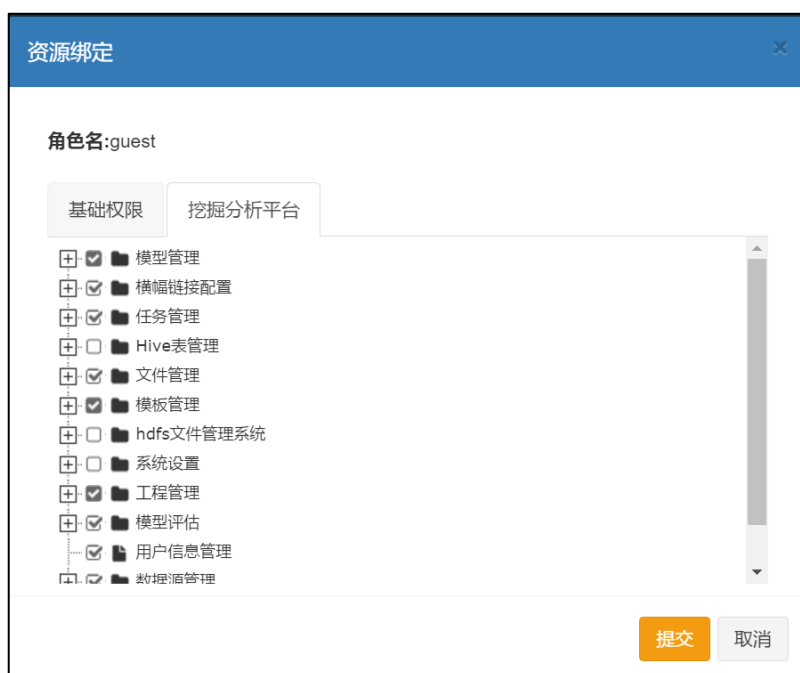 资源绑定
角色名:guest
基础权限
挖掘分析平台
模型管理
横幅链接配置
任务管理
Hive表管理
文件管理
模板管理
hdfs文件管理系统
系统设置
工程管理
模型评估
用户信息管理
数据源管理
提交
取消